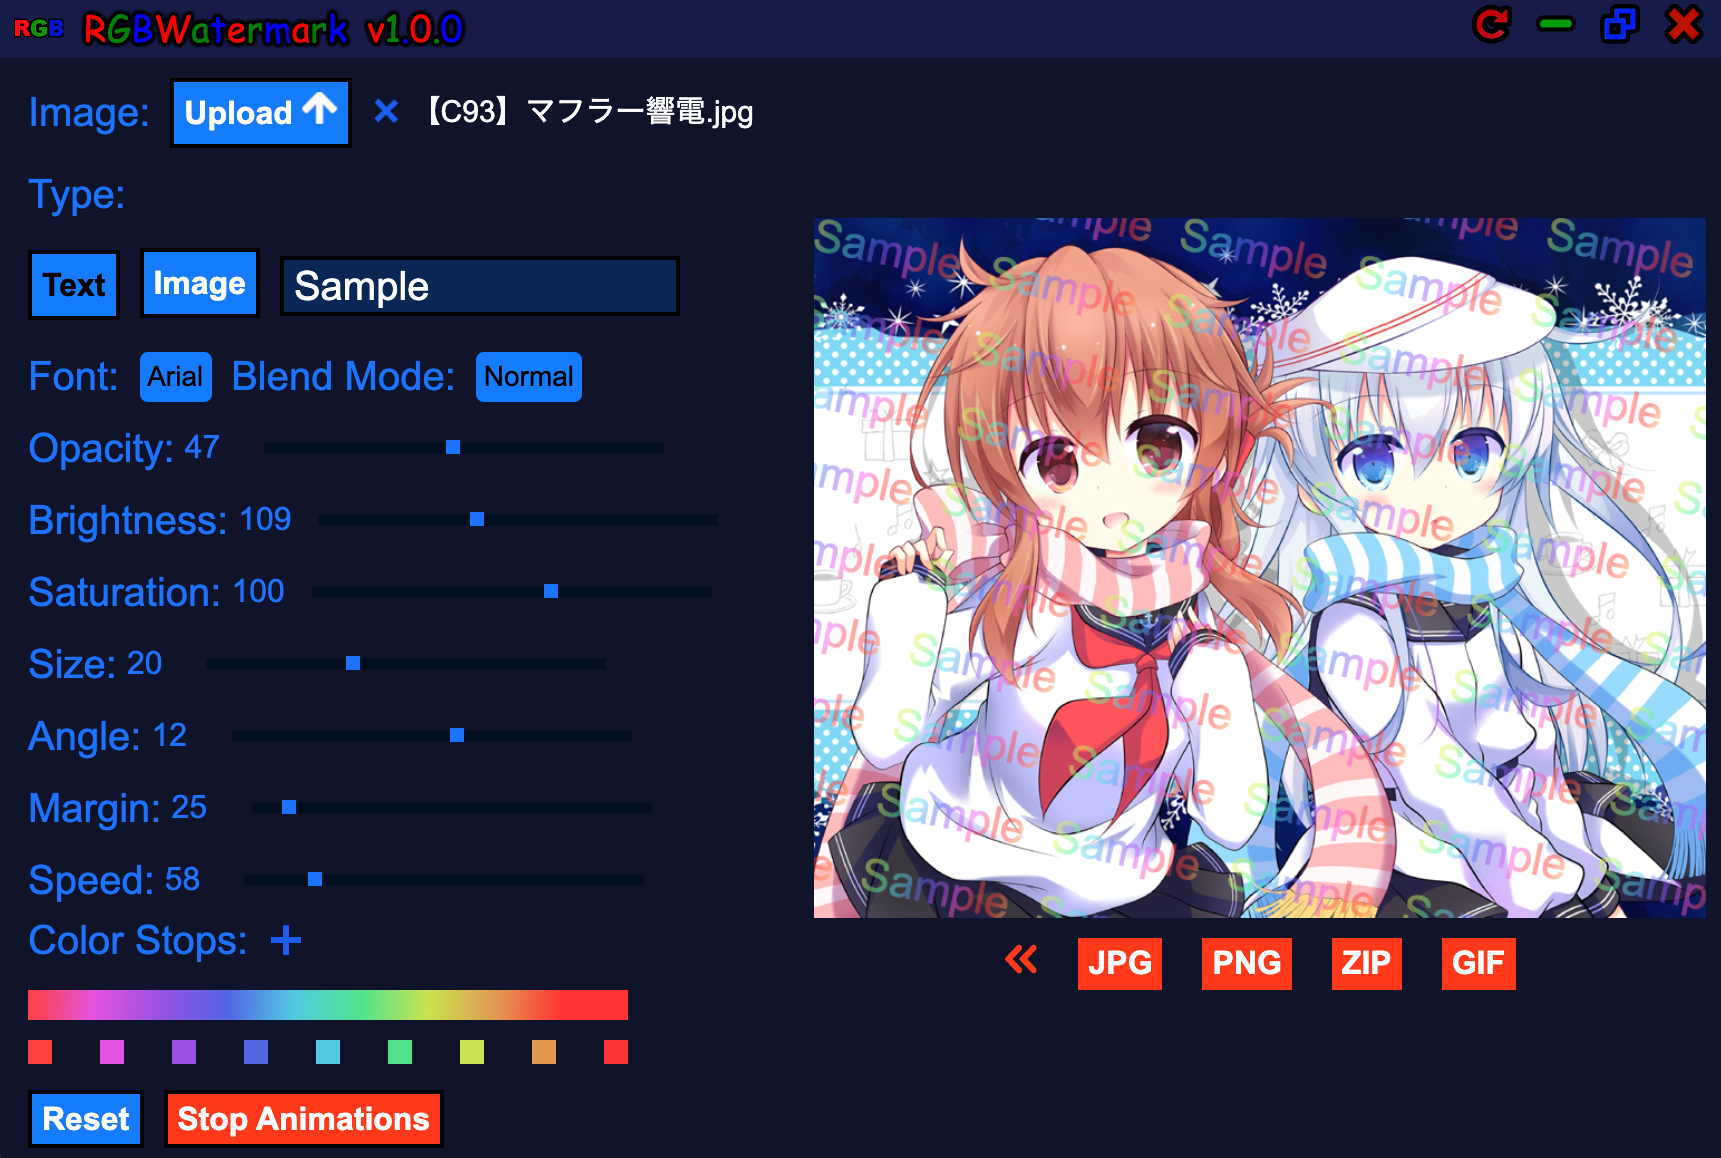 RGB RGBWatermark v1.0.0
Image: Upload 【C93】マフラー響電.jpg
Type:
Text Image Sample
Font: Arial Blend Mode: Normal
Opacity: 47
Brightness: 109
Saturation: 100
Size: 20
Angle: 12
Margin: 25
Speed: 58
Color Stops:
Reset Stop Animations
Sample
JPG PNG ZIP GIF